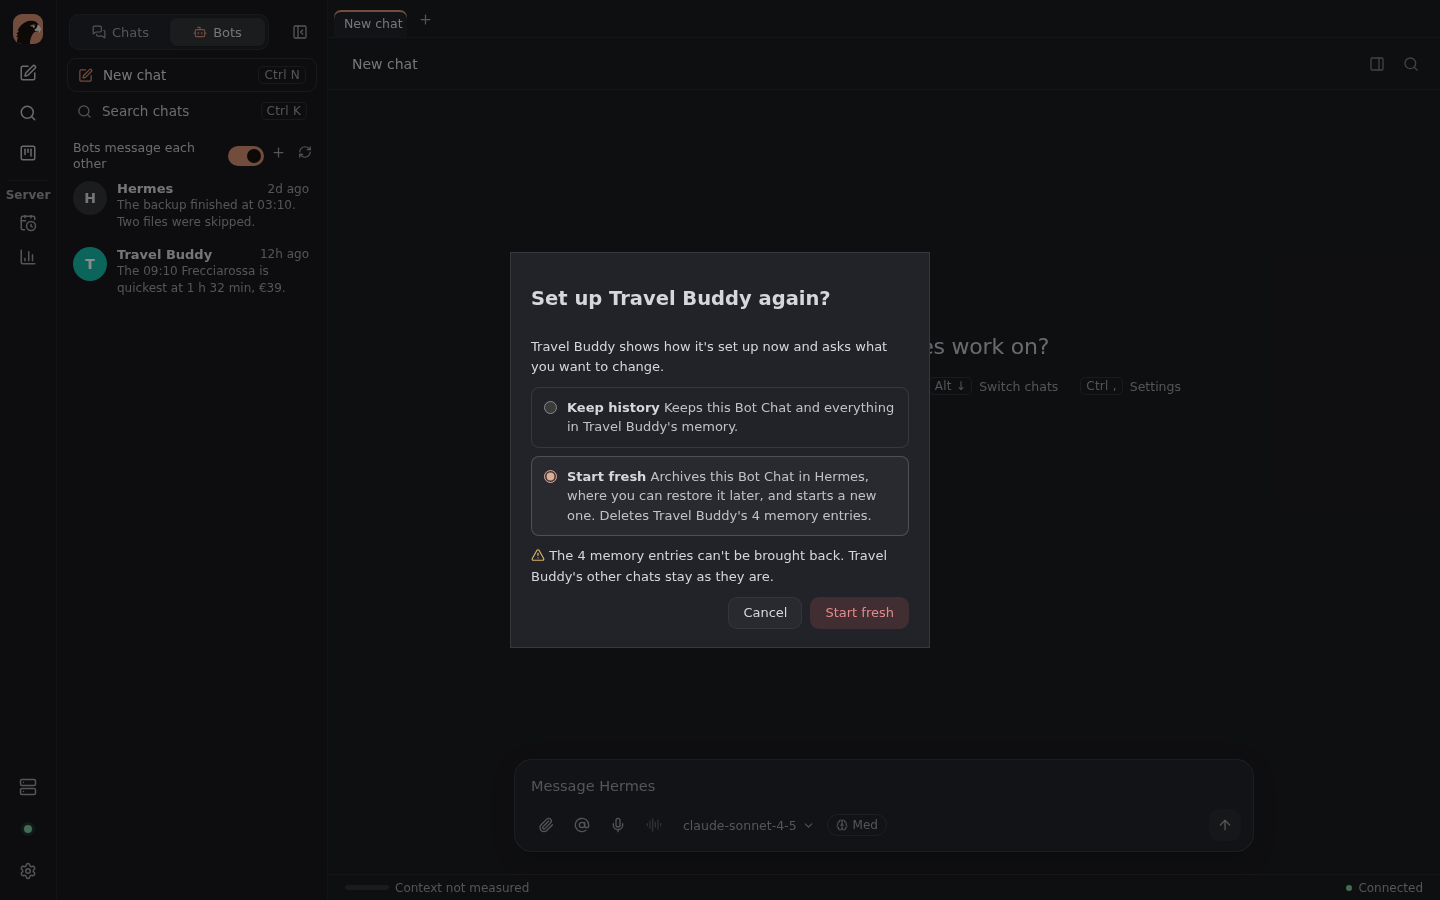 Chats
Bots
New chat
Ctrl N
Search chats
Ctrl K
Bots message each
other
Server
H
Hermes
2d ago
The backup finished at 03:10.
Two files were skipped.
T
Travel Buddy
12h ago
The 09:10 Frecciarossa is
quickest at 1 h 32 min, €39.
New chat
New chat
Set up Travel Buddy again?
Travel Buddy shows how it's set up now and asks what
you want to change.
Keep history Keeps this Bot Chat and everything
in Travel Buddy's memory.
Start fresh Archives this Bot Chat in Hermes,
where you can restore it later, and starts a new
one. Deletes Travel Buddy's 4 memory entries.
The 4 memory entries can't be brought back. Travel
Buddy's other chats stay as they are.
Cancel
Start fresh
work on?
Alt ↓ Switch chats
Ctrl , Settings
Message Hermes
claude-sonnet-4-5
Med
Context not measured
Connected